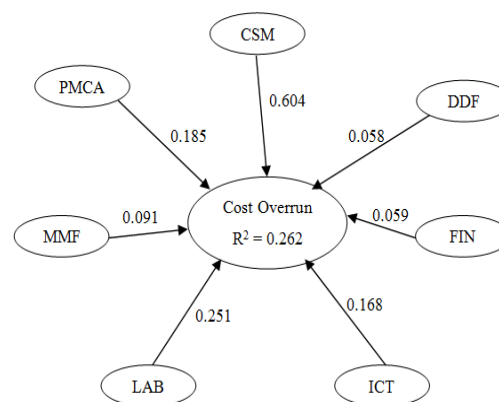 CSM
PMCA
DDF
0.604
0.185
0.058
Cost Overrun
R² = 0.262
MMF
0.091
0.059
FIN
0.251
0.168
LAB
ICT